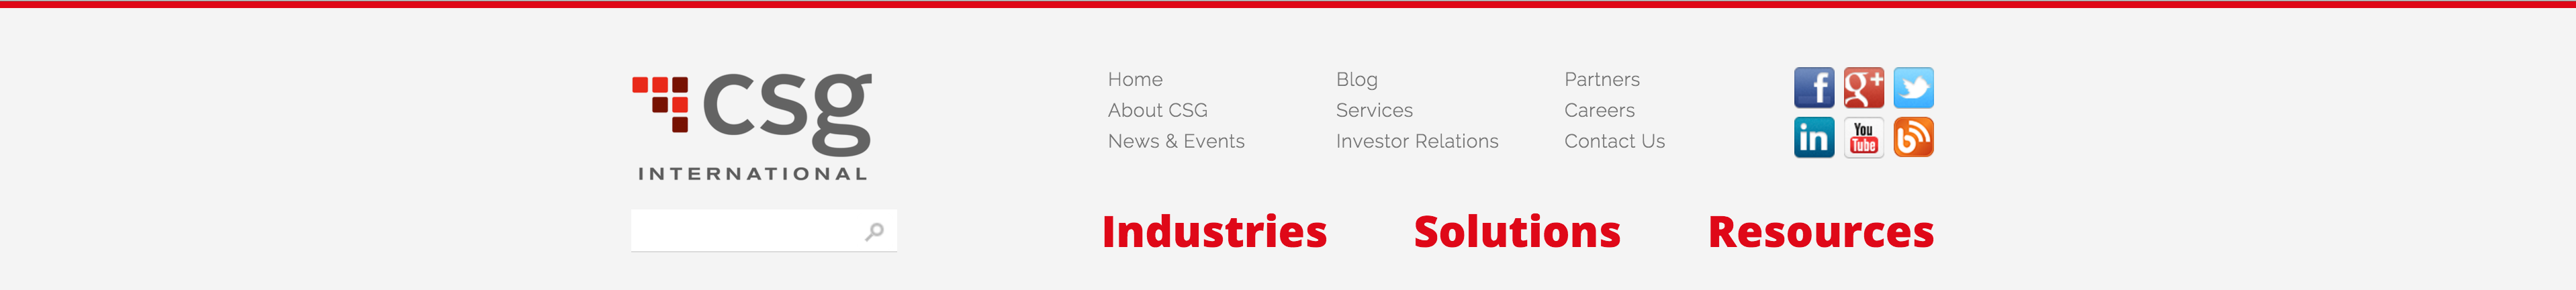 csg
INTERNATIONAL
Home
About CSG
News & Events
Blog
Services
Investor Relations
Partners
Careers
Contact Us
f
g+
in
You
Tube
b
Industries
Solutions
Resources